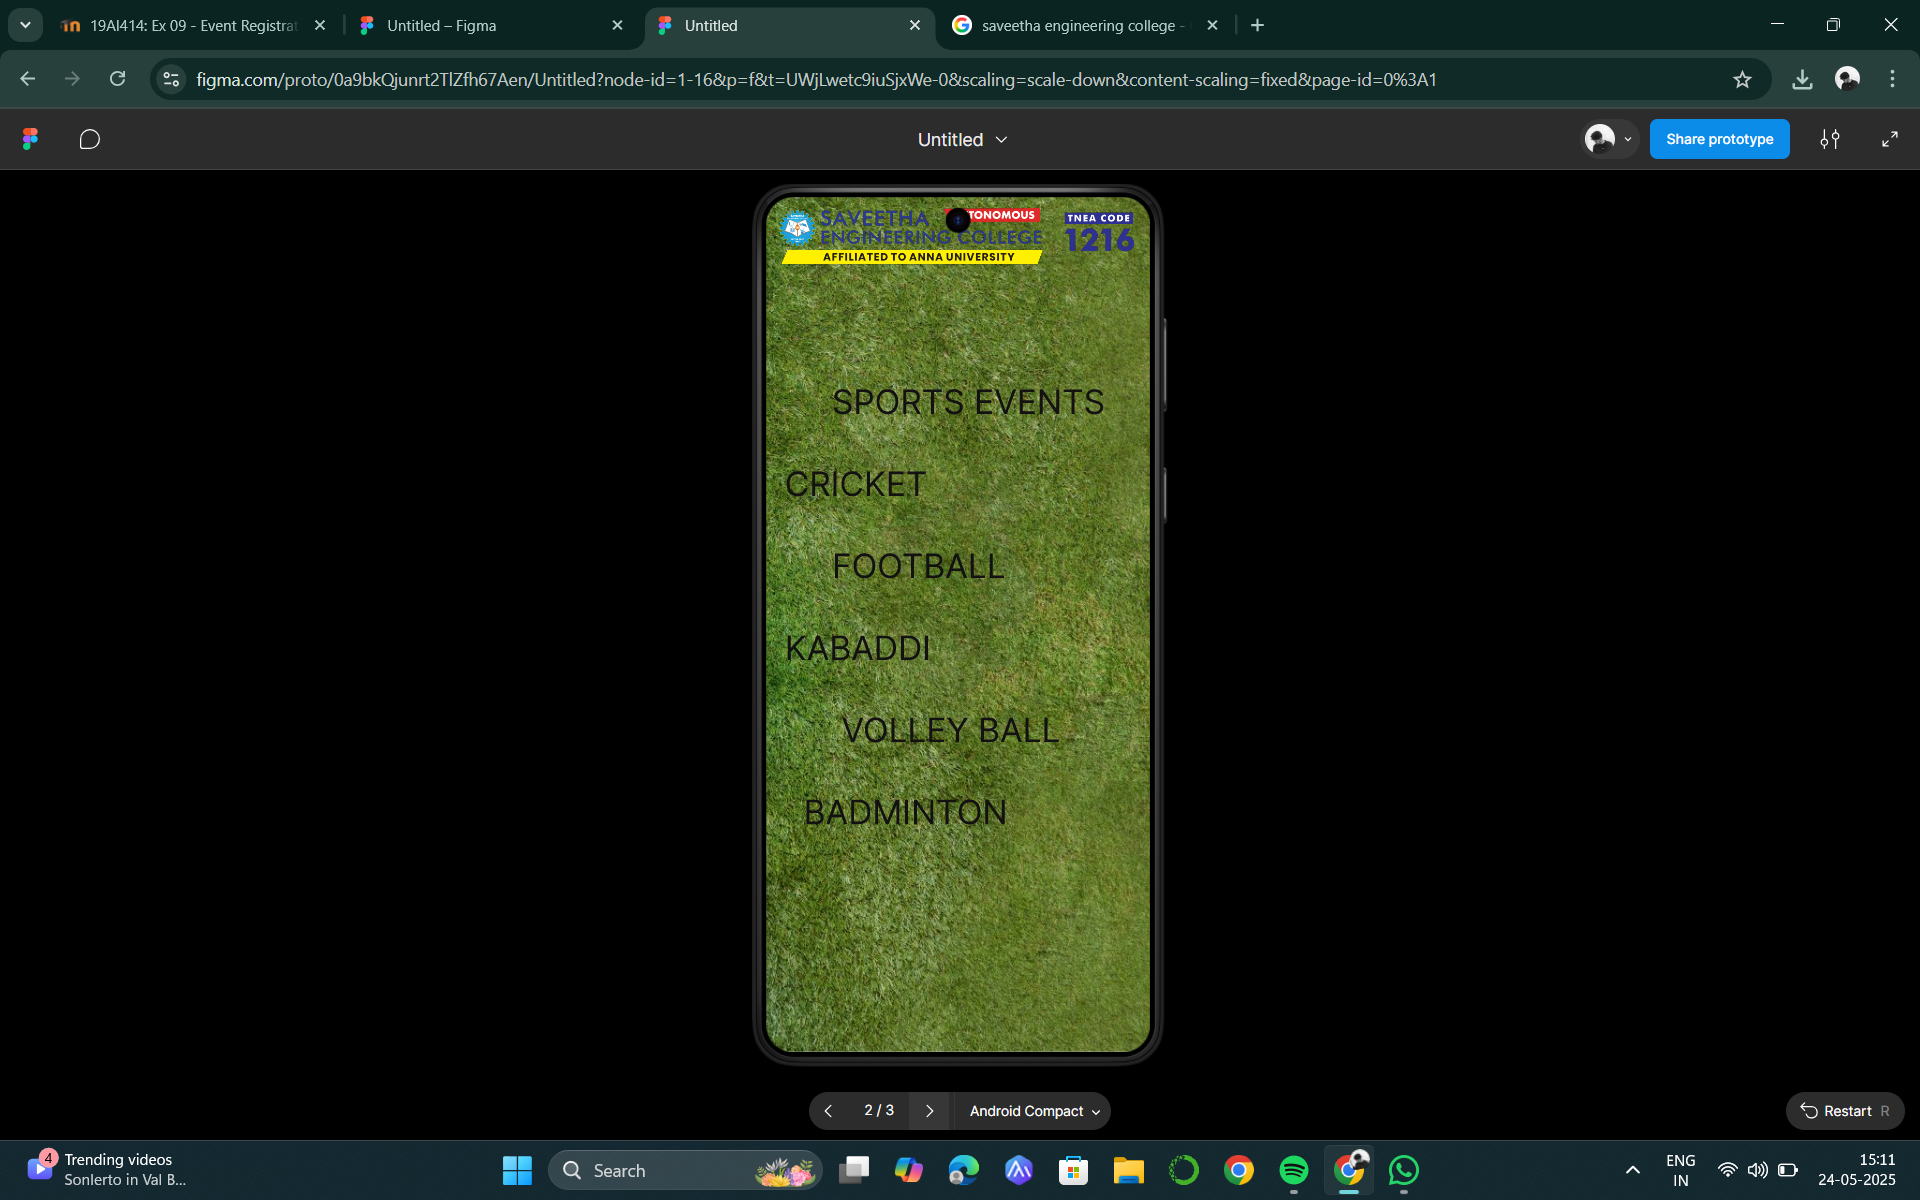 19AI414: Ex 09 - Event Registrat
Untitled – Figma
Untitled
saveetha engineering college -
figma.com/proto/0a9bkQjunrt2TlZfh67Aen/Untitled?node-id=1-16&p=f&t=UWjLwetc9iuSjxWe-0&scaling=scale-down&content-scaling=fixed&page-id=0%3A1
Untitled
Share prototype
SAVEETHA
TONOMOUS
ENGINEERING COLLEGE
AFFILIATED TO ANNA UNIVERSITY
TNEA CODE
1216
SPORTS EVENTS
CRICKET
FOOTBALL
KABADDI
VOLLEY BALL
BADMINTON
2 / 3
Android Compact
Restart R
4
Trending videos
Sonlerto in Val B...
Search
ENG
IN
15:11
24-05-2025